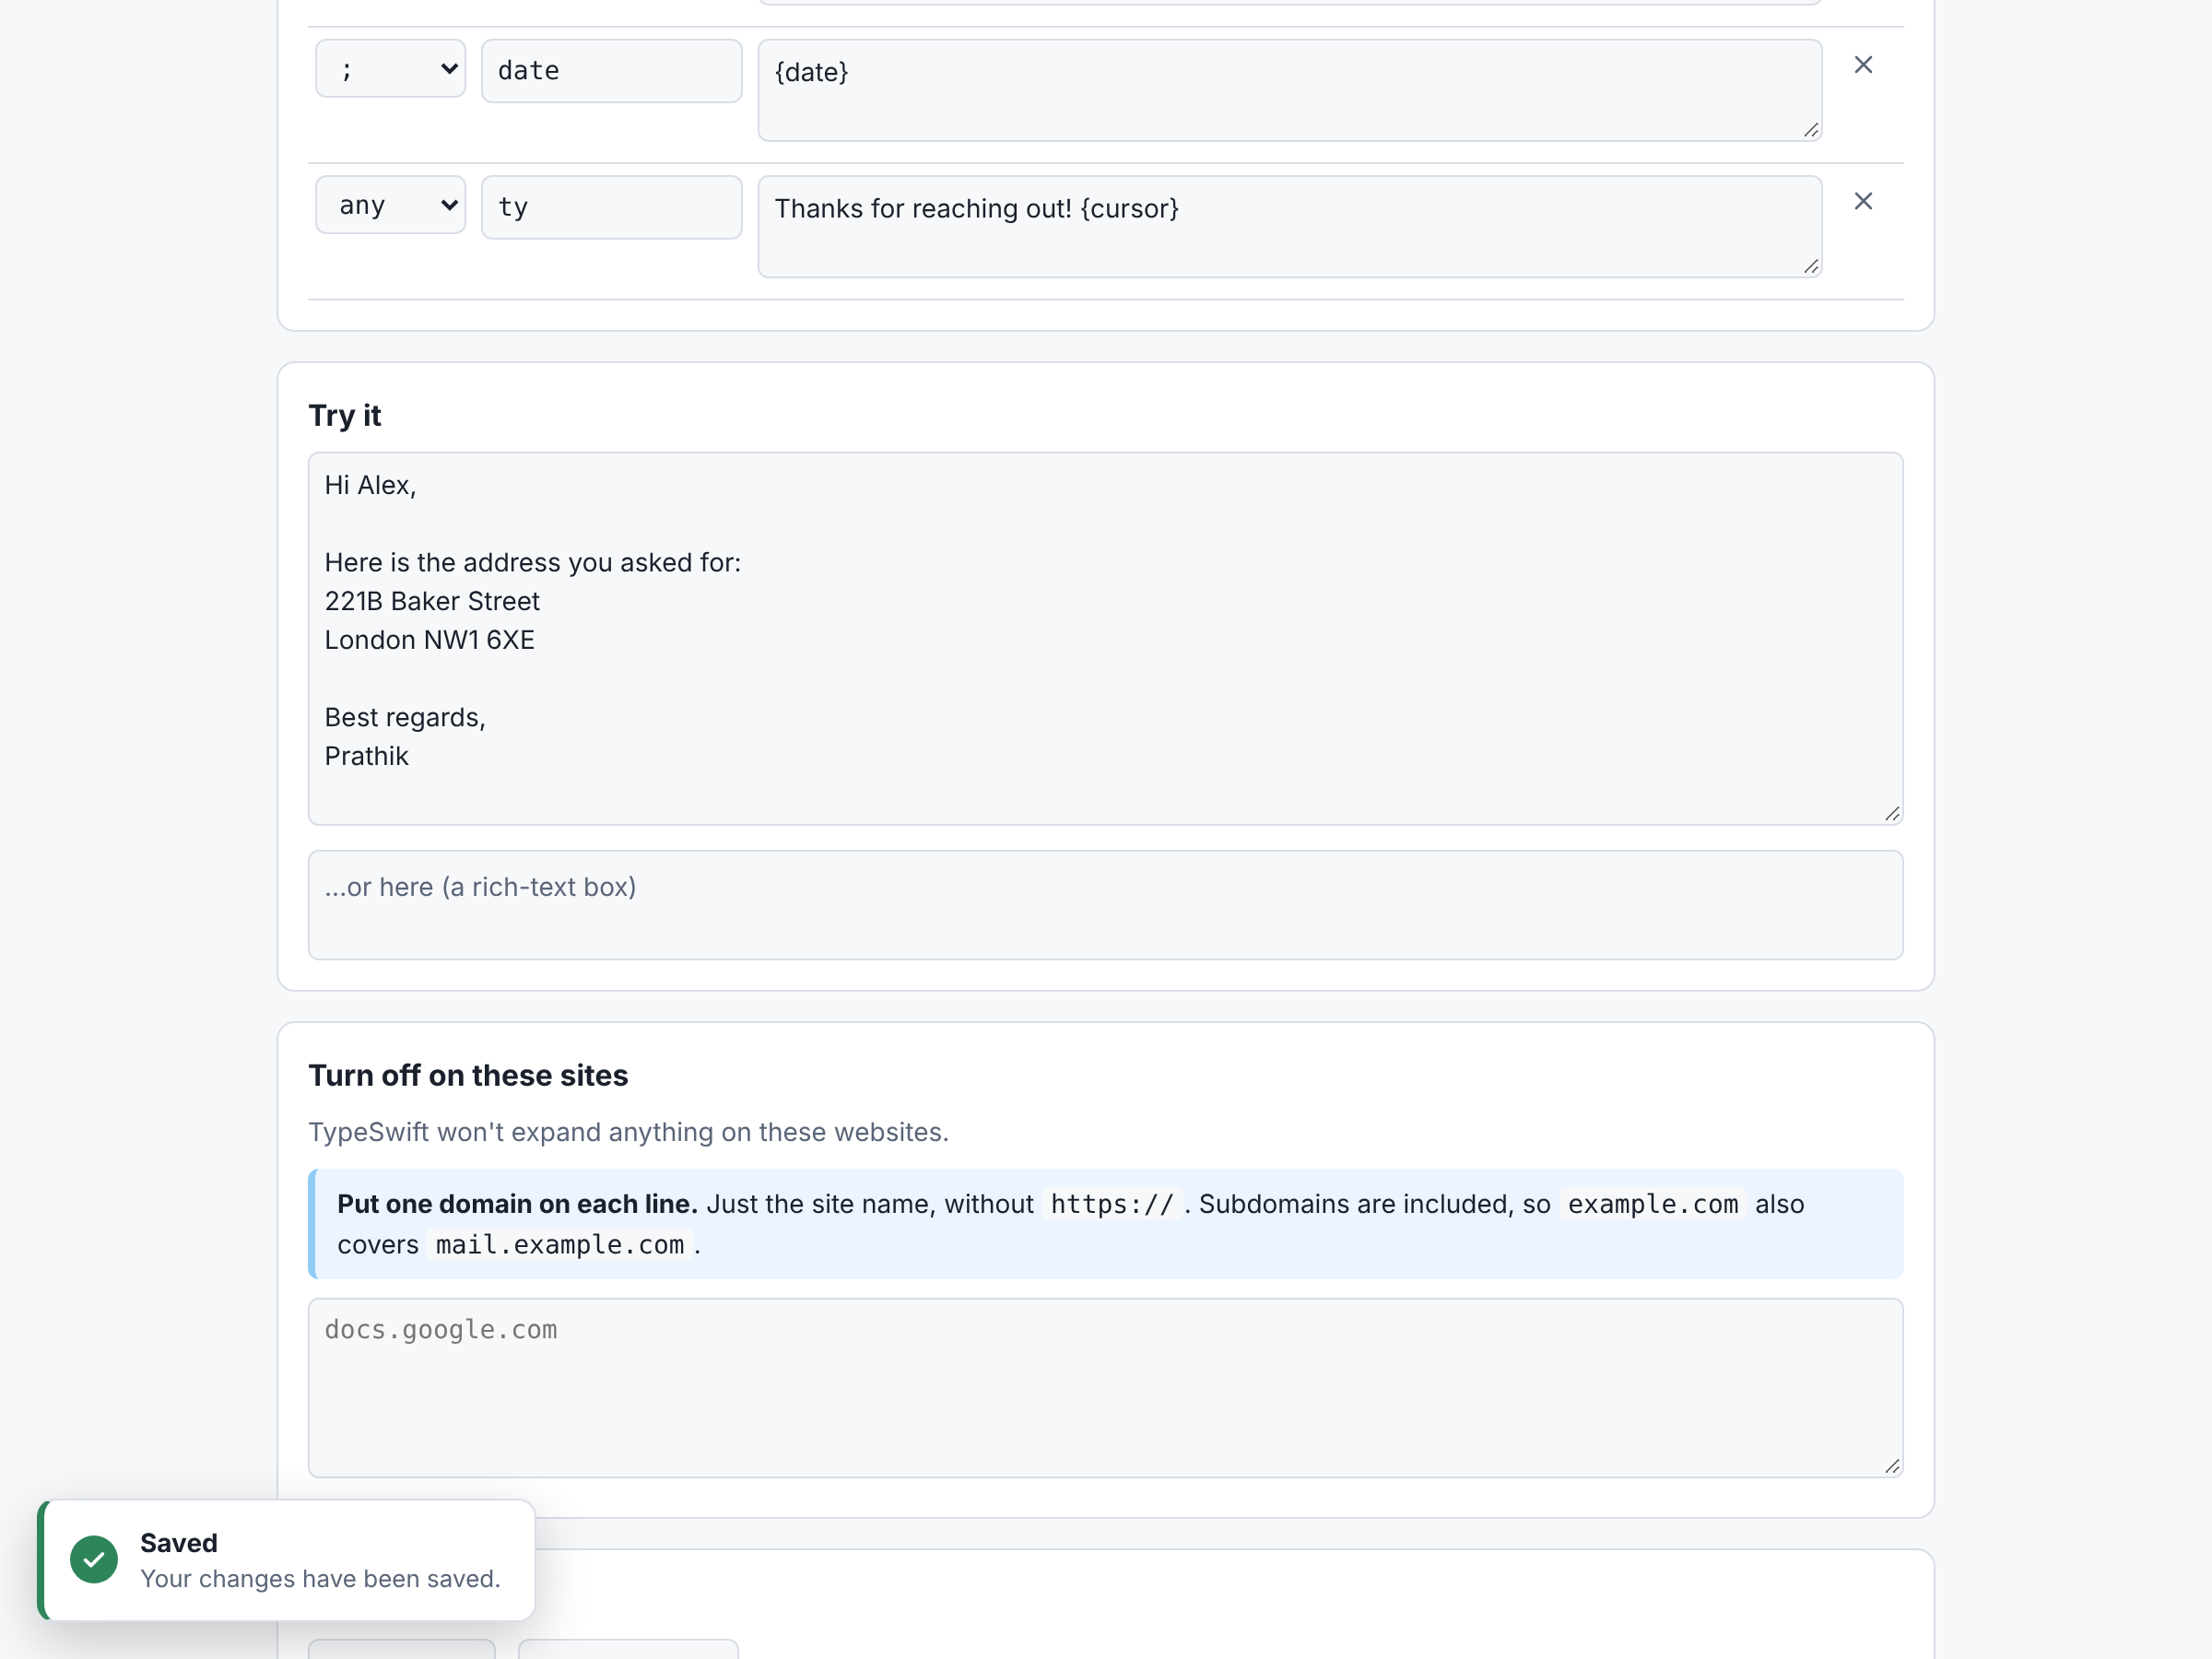 ; date {date}
any ty Thanks for reaching out! {cursor}
Try it
Hi Alex,
Here is the address you asked for:
221B Baker Street
London NW1 6XE
Best regards,
Prathik
...or here (a rich-text box)
Turn off on these sites
TypeSwift won't expand anything on these websites.
Put one domain on each line. Just the site name, without https://. Subdomains are included, so example.com also
covers mail.example.com.
docs.google.com
Saved
Your changes have been saved.